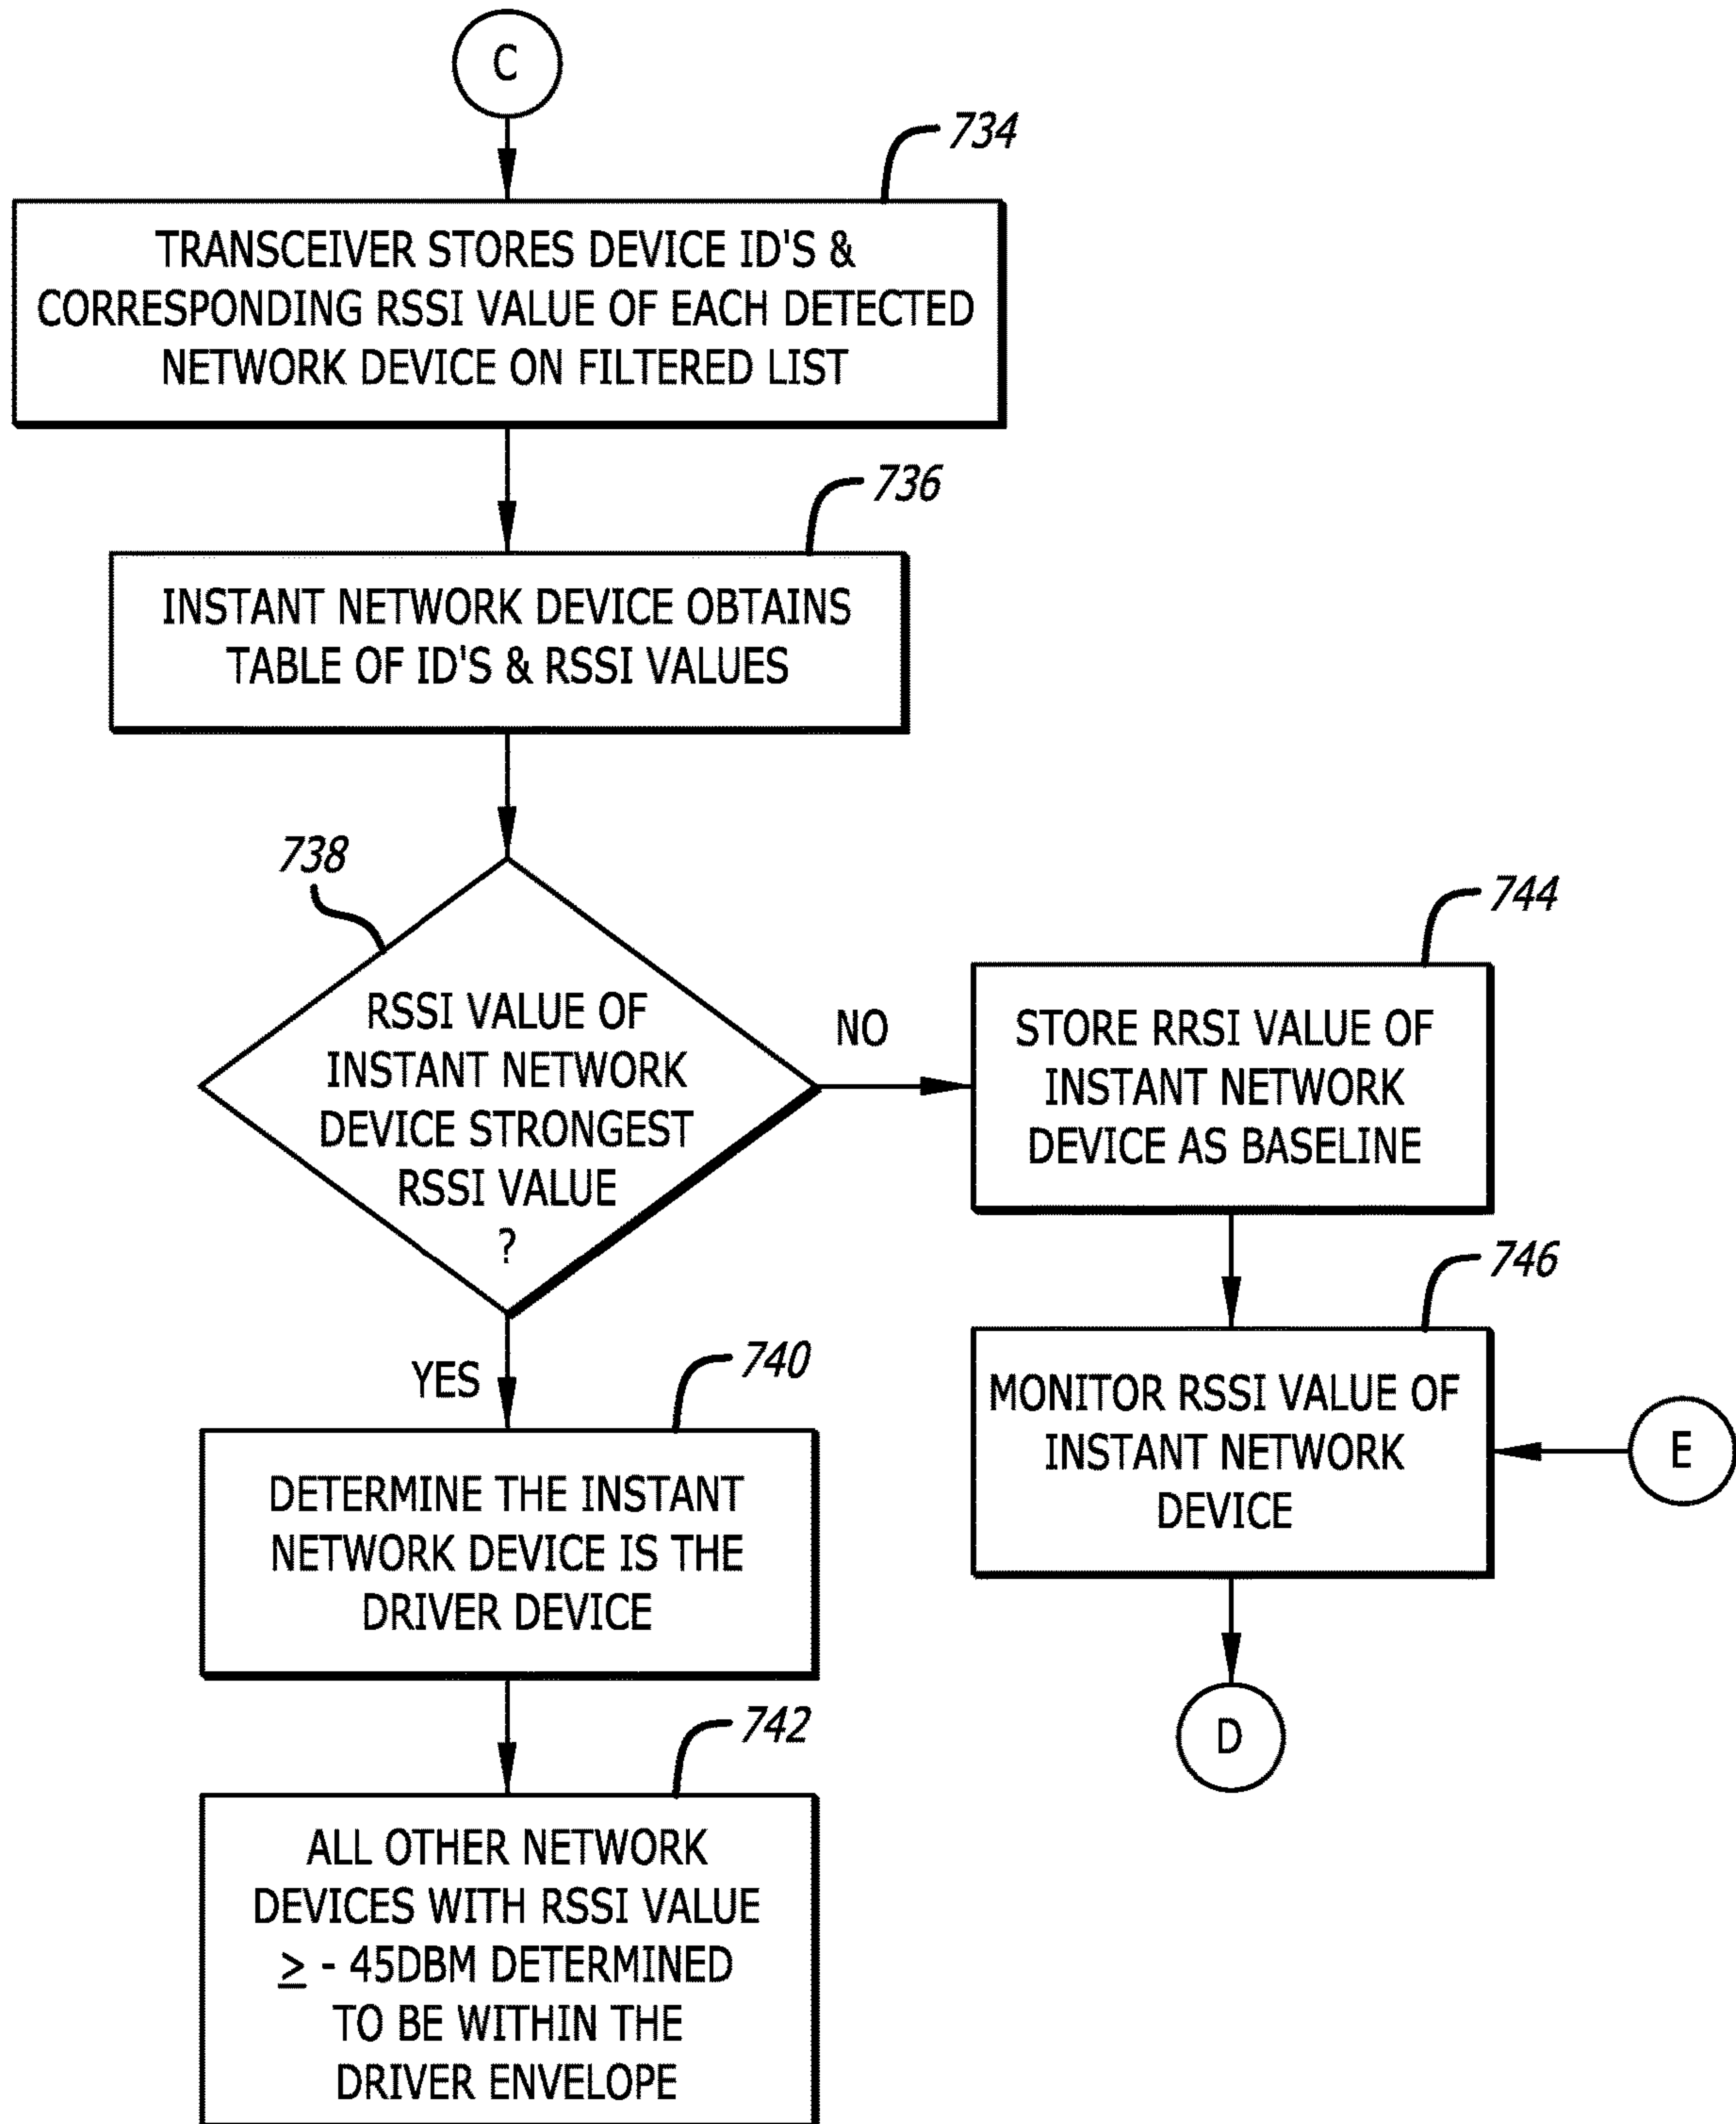 C
734
TRANSCEIVER STORES DEVICE ID'S &
CORRESPONDING RSSI VALUE OF EACH DETECTED
NETWORK DEVICE ON FILTERED LIST
736
INSTANT NETWORK DEVICE OBTAINS
TABLE OF ID'S & RSSI VALUES
738
RSSI VALUE OF
INSTANT NETWORK
DEVICE STRONGEST
RSSI VALUE
?
NO
744
STORE RRSI VALUE OF
INSTANT NETWORK
DEVICE AS BASELINE
746
MONITOR RSSI VALUE OF
INSTANT NETWORK
DEVICE
E
D
YES
740
DETERMINE THE INSTANT
NETWORK DEVICE IS THE
DRIVER DEVICE
742
ALL OTHER NETWORK
DEVICES WITH RSSI VALUE
≥ - 45DBM DETERMINED
TO BE WITHIN THE
DRIVER ENVELOPE